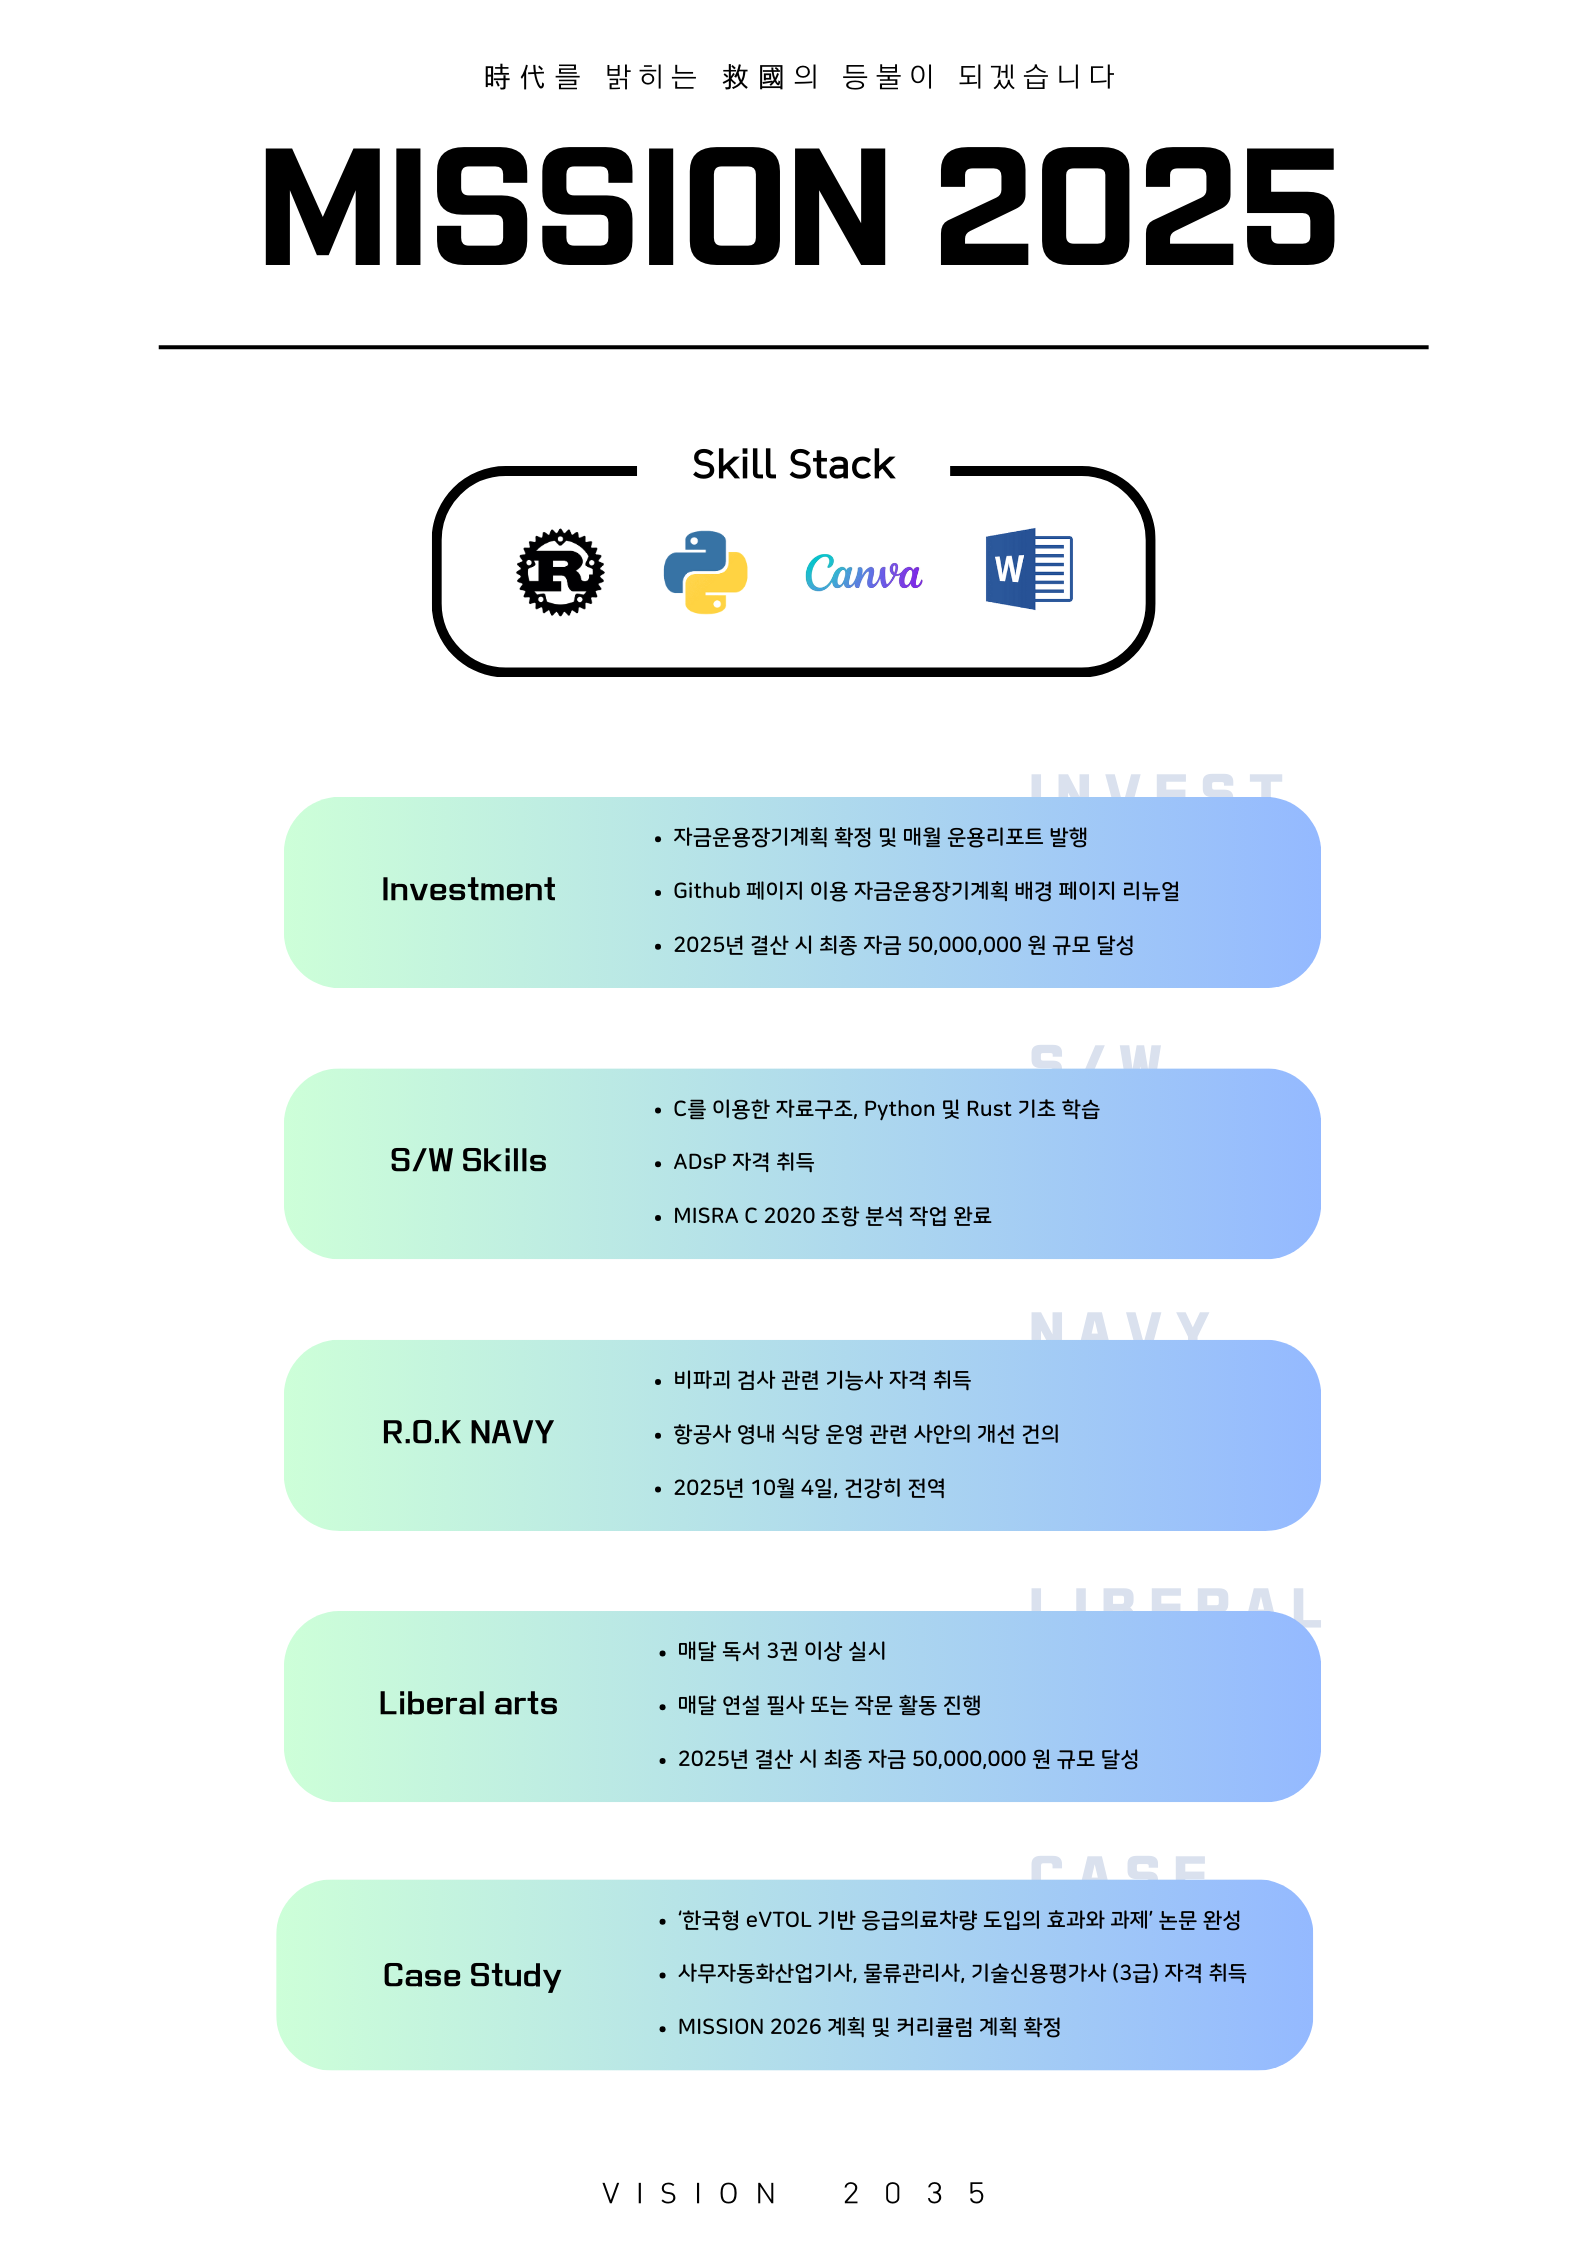 時代를 밝히는 救國의 등불이 되겠습니다
MISSION 2025
Skill Stack
R
Canva
W
INVEST
Investment
• 자금운용장기계획 확정 및 매월 운용리포트 발행
• Github 페이지 이용 자금운용장기계획 배경 페이지 리뉴얼
• 2025년 결산 시 최종 자금 50,000,000 원 규모 달성
S/W
S/W Skills
• C를 이용한 자료구조, Python 및 Rust 기초 학습
• ADsP 자격 취득
• MISRA C 2020 조항 분석 작업 완료
NAVY
R.O.K NAVY
• 비파괴 검사 관련 기능사 자격 취득
• 항공사 영내 식당 운영 관련 사안의 개선 건의
• 2025년 10월 4일, 건강히 전역
LIBERAL
Liberal arts
• 매달 독서 3권 이상 실시
• 매달 연설 필사 또는 작문 활동 진행
• 2025년 결산 시 최종 자금 50,000,000 원 규모 달성
CASE
Case Study
• ‘한국형 eVTOL 기반 응급의료차량 도입의 효과와 과제’ 논문 완성
• 사무자동화산업기사, 물류관리사, 기술신용평가사 (3급) 자격 취득
• MISSION 2026 계획 및 커리큘럼 계획 확정
VISION 2035